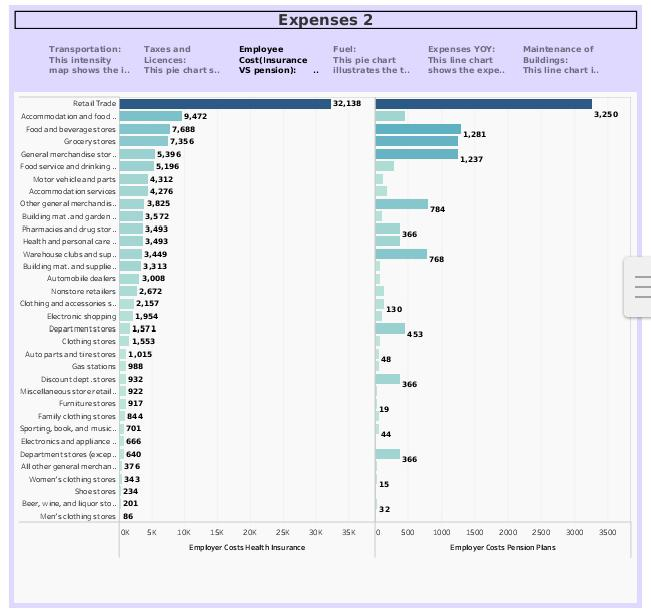 Expenses 2
Transportation: This intensity map shows the i..
Taxes and Licences: This pie chart s..
Employee Cost(Insurance VS pension): ..
Fuel: This pie chart illustrates the t..
Expenses YOY: This line chart shows the expe..
Maintenance of Buildings: This line chart i..
Retail Trade 32,138
3,250
Accommodation and food .. 9,472
Food and beverage stores 7,688
1,281
Grocery stores 7,356
General merchandise stor .. 5,396
1,237
Food service and drinking .. 5,196
Motor vehicle and parts 4,312
Accommodation services 4,276
Other general merchandis.. 3,825
784
Building mat. and garden .. 3,572
Pharmacies and drug stor.. 3,493
366
Health and personal care .. 3,493
Warehouse clubs and sup.. 3,449
768
Building mat. and supplie.. 3,313
Automobile dealers 3,008
Nonstore retailers 2,672
Clothing and accessories s.. 2,157
130
Electronic shopping 1,954
Department stores 1,571
453
Clothing stores 1,553
Auto parts and tire stores 1,015
48
Gas stations 988
Discount dept. stores 932
366
Miscellaneous store retail.. 922
Furniture stores 917
19
Family clothing stores 844
Sporting, book, and music.. 701
44
Electronics and appliance .. 666
Department stores (excep.. 640
366
All other general merchan.. 376
Women's clothing stores 343
15
Shoe stores 234
Beer, wine, and liquor sto.. 201
32
Men's clothing stores 86
0K 5K 10K 15K 20K 25K 30K 35K
0 500 1000 1500 2000 2500 3000 3500
Employer Costs Health Insurance
Employer Costs Pension Plans